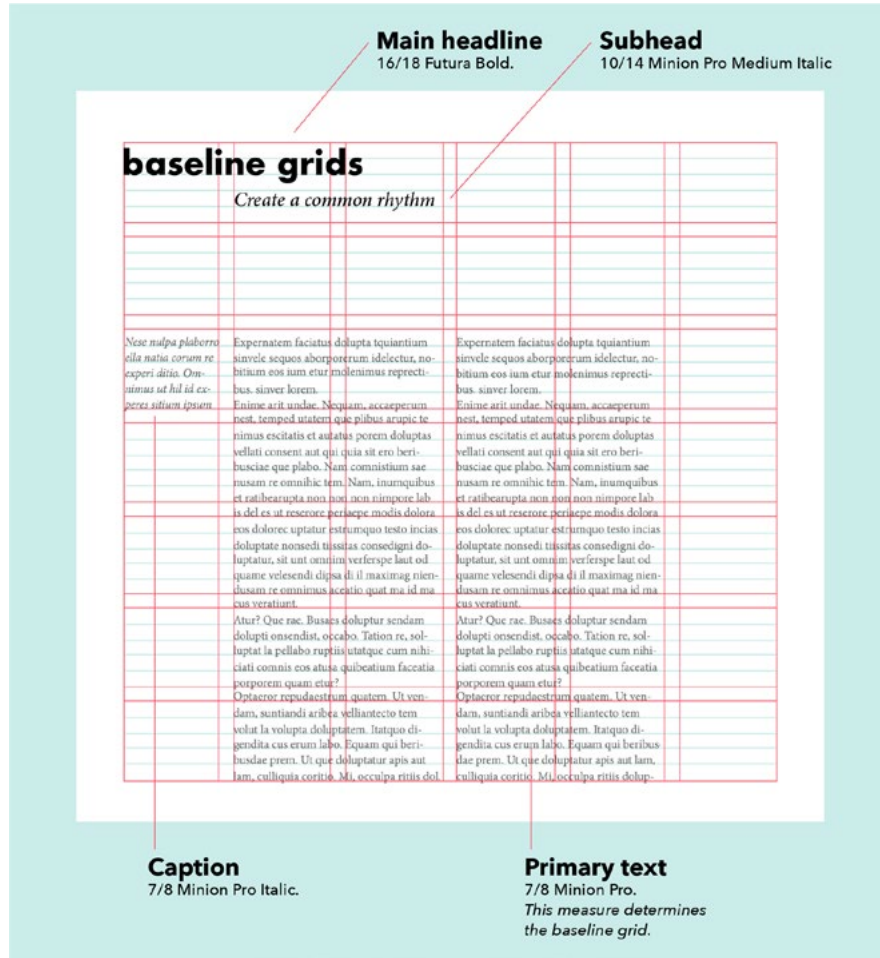 Main headline
16/18 Futura Bold.
Subhead
10/14 Minion Pro Medium Italic
baseline grids
Create a common rhythm
Nese nulpa plaborro
ella natia corum re
experi ditio. Om-
nimus ut hil id ex-
peres sitium ipsum
Expernatem faciatus dolupta tquiantium
sinvele sequos aborporerum idelectur, no-
bitium eos ium etur molenimus reprecti-
bus. sinver lorem.
Enime arit undae. Nequam, accaeperum
nest, temped utatem que plibus arupic te
nimus escitatis et autatus porem doluptas
vellati consent aut qui quia sit ero beri-
busciae que plabo. Nam comnistium sae
nusam re omnihic tem. Nam, inumquibus
et ratibearupta non non non nimpore lab
is del es ut reserore periaepe modis dolora
eos dolorec uptatur estrumquo testo incias
doluptate nonsedi tiissitas consedigni do-
luptatur, sit unt omnim verferspe laut od
quame velesendi dipsa di il maximag nien-
dusam re omnimus aceatio quat ma id ma
cus veratiunt.
Atur? Que rae. Busaes doluptur sendam
dolupti onsendist, occabo. Tation re, sol-
luptat la pellabo ruptiis utatque cum nihi-
ciati comnis eos atusa quibeatium faceatia
porporem quam etur?
Optaeror repudaestrum quatem. Ut ven-
dam, suntiandi aribea velliantecto tem
volut la volupta doluptatem. Itatquo di-
gendita cus erum labo. Equam qui beri-
busdae prem. Ut que doluptatur apis aut
lam, culliquia coritio. Mi, occulpa ritiis dol.
Expernatem faciatus dolupta tquiantium
sinvele sequos aborporerum idelectur, no-
bitium eos ium etur molenimus reprecti-
bus. sinver lorem.
Enime arit undae. Nequam, accaeperum
nest, temped utatem que plibus arupic te
nimus escitatis et autatus porem doluptas
vellati consent aut qui quia sit ero beri-
busciae que plabo. Nam comnistium sae
nusam re omnihic tem. Nam, inumquibus
et ratibearupta non non non nimpore lab
is del es ut reserore periaepe modis dolora
eos dolorec uptatur estrumquo testo incias
doluptate nonsedi tiissitas consedigni do-
luptatur, sit unt omnim verferspe laut od
quame velesendi dipsa di il maximag nien-
dusam re omnimus aceatio quat ma id ma
cus veratiunt.
Atur? Que rae. Busaes doluptur sendam
dolupti onsendist, occabo. Tation re, sol-
luptat la pellabo ruptiis utatque cum nihi-
ciati comnis eos atusa quibeatium faceatia
porporem quam etur?
Optaeror repudaestrum quatem. Ut ven-
dam, suntiandi aribea velliantecto tem
volut la volupta doluptatem. Itatquo di-
gendita cus erum labo. Equam qui beribus
dae prem. Ut que doluptatur apis aut lam,
culliquia coritio. Mi, occulpa ritiis dolup-
Caption
7/8 Minion Pro Italic.
Primary text
7/8 Minion Pro.
This measure determines
the baseline grid.